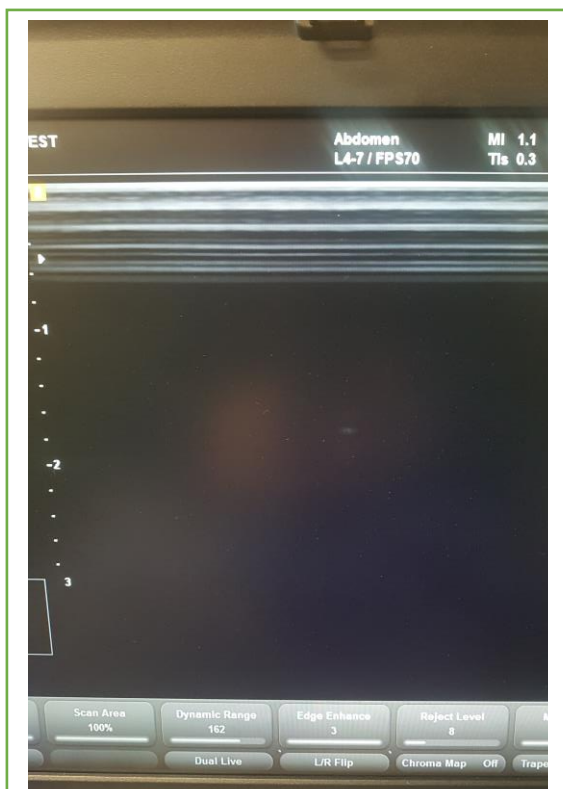 EST
Abdomen
MI 1.1
L4-7 / FPS70
TIs 0.3
-1
-2
3
Scan Area
100%
Dynamic Range
162
Edge Enhance
3
Reject Level
8
M
Dual Live
L/R Flip
Chroma Map Off
Trape